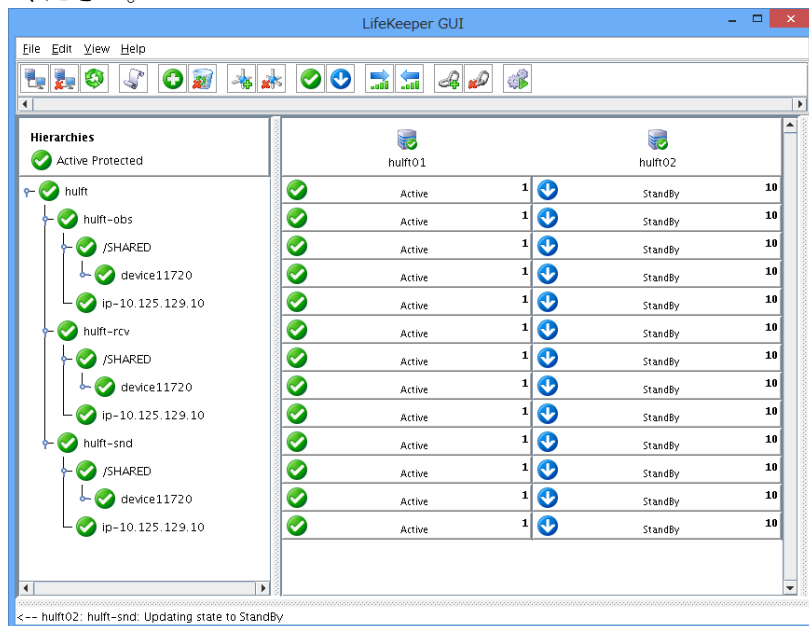 LifeKeeper GUI
File Edit View Help
Hierarchies
Active Protected
hulft01 hulft02
hulft Active 1 StandBy 10
hulft-obs Active 1 StandBy 10
/SHARED Active 1 StandBy 10
device11720 Active 1 StandBy 10
ip-10.125.129.10 Active 1 StandBy 10
hulft-rcv Active 1 StandBy 10
/SHARED Active 1 StandBy 10
device11720 Active 1 StandBy 10
ip-10.125.129.10 Active 1 StandBy 10
hulft-snd Active 1 StandBy 10
/SHARED Active 1 StandBy 10
device11720 Active 1 StandBy 10
ip-10.125.129.10 Active 1 StandBy 10
<-- hulft02: hulft-snd: Updating state to StandBy